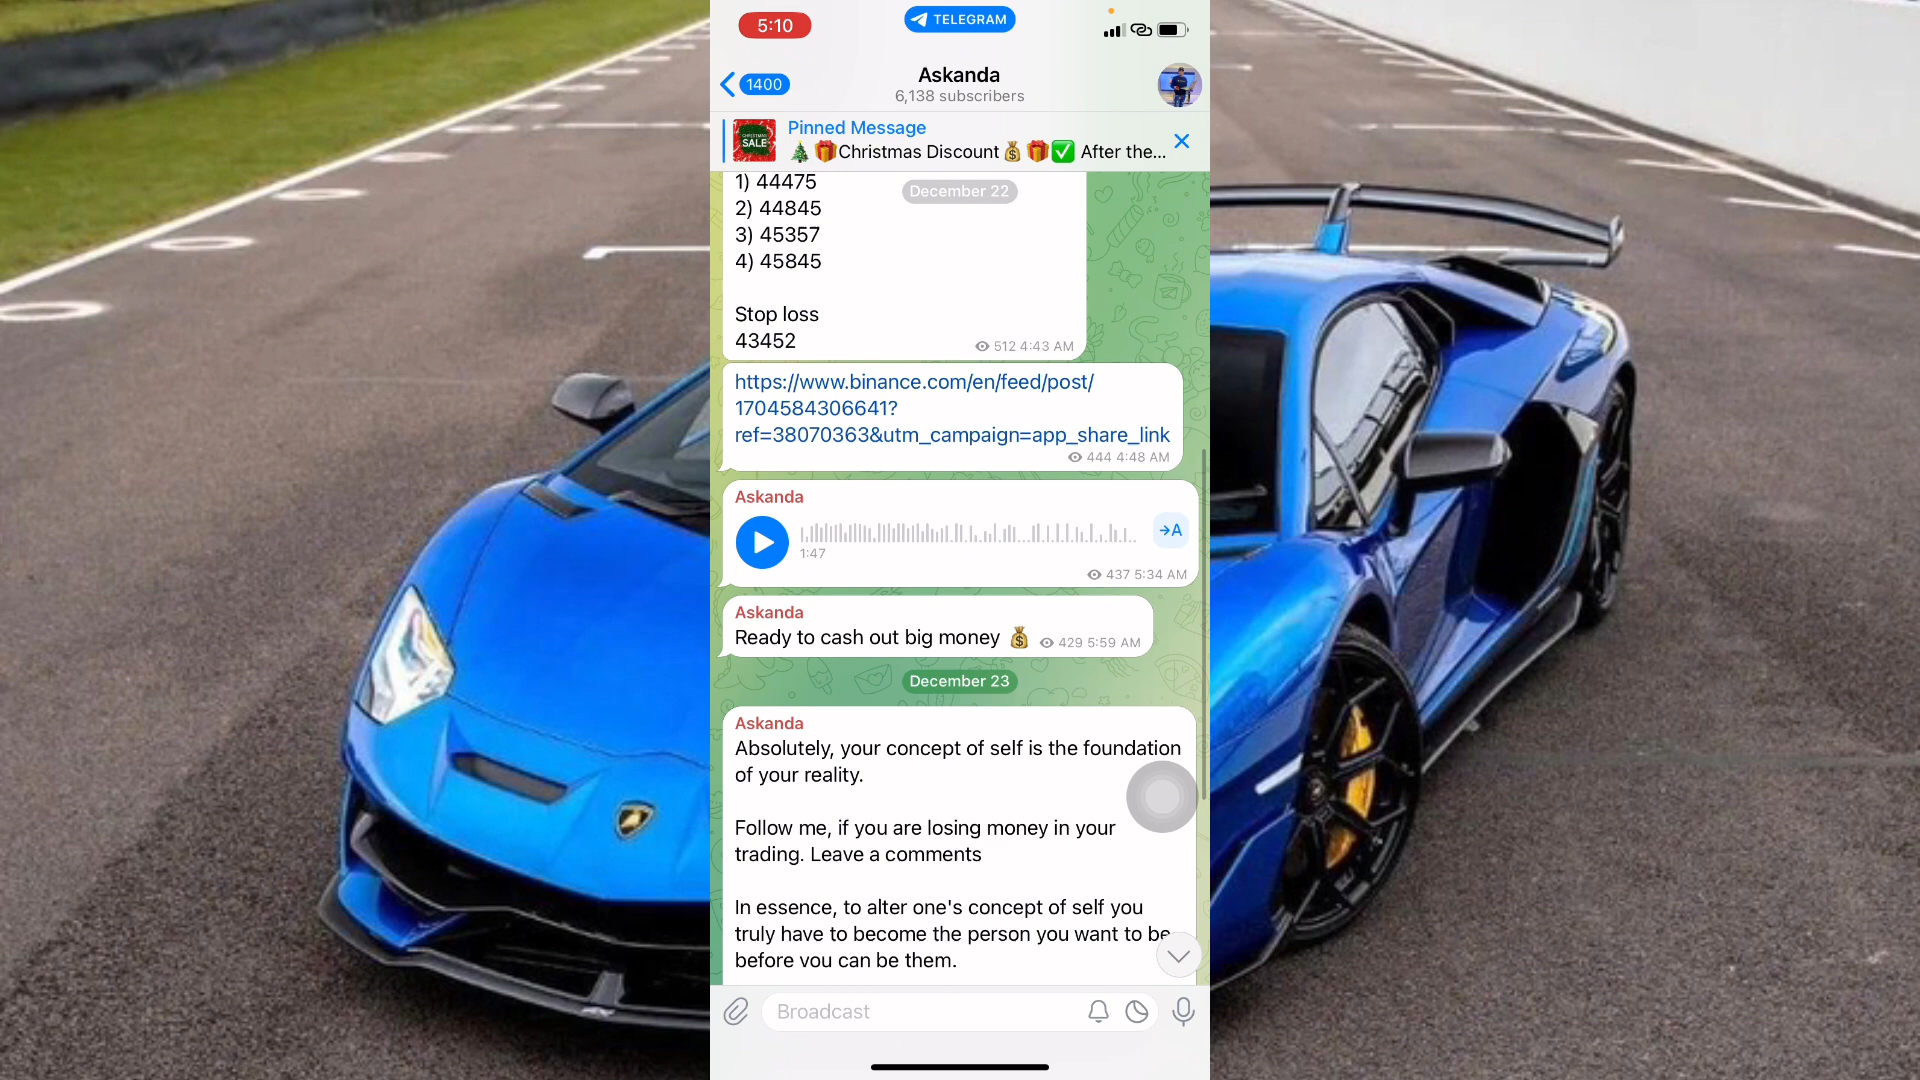 5:10
TELEGRAM
1400
Askanda
6,138 subscribers
CHRISTMAS
SALE
Pinned Message
🎄🎁Christmas Discount💰🎁✅ After the...
December 22
1) 44475
2) 44845
3) 45357
4) 45845
Stop loss
43452
512 4:43 AM
https://www.binance.com/en/feed/post/
1704584306641?
ref=38070363&utm_campaign=app_share_link
444 4:48 AM
Askanda
→A
1:47
437 5:34 AM
Askanda
Ready to cash out big money 💰 429 5:59 AM
December 23
Askanda
Absolutely, your concept of self is the foundation
of your reality.
Follow me, if you are losing money in your
trading. Leave a comments
In essence, to alter one's concept of self you
truly have to become the person you want to be
before you can be them.
Broadcast